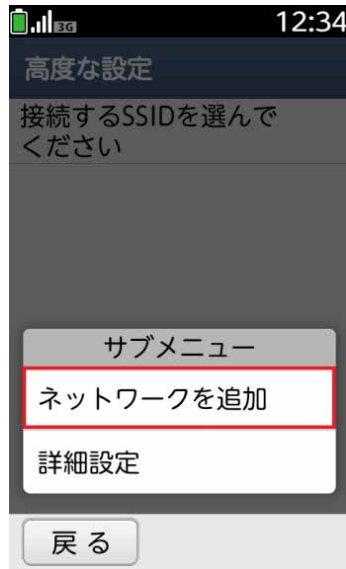 3G 12:34
高度な設定
接続するSSIDを選んで
ください
サブメニュー
ネットワークを追加
詳細設定
戻る